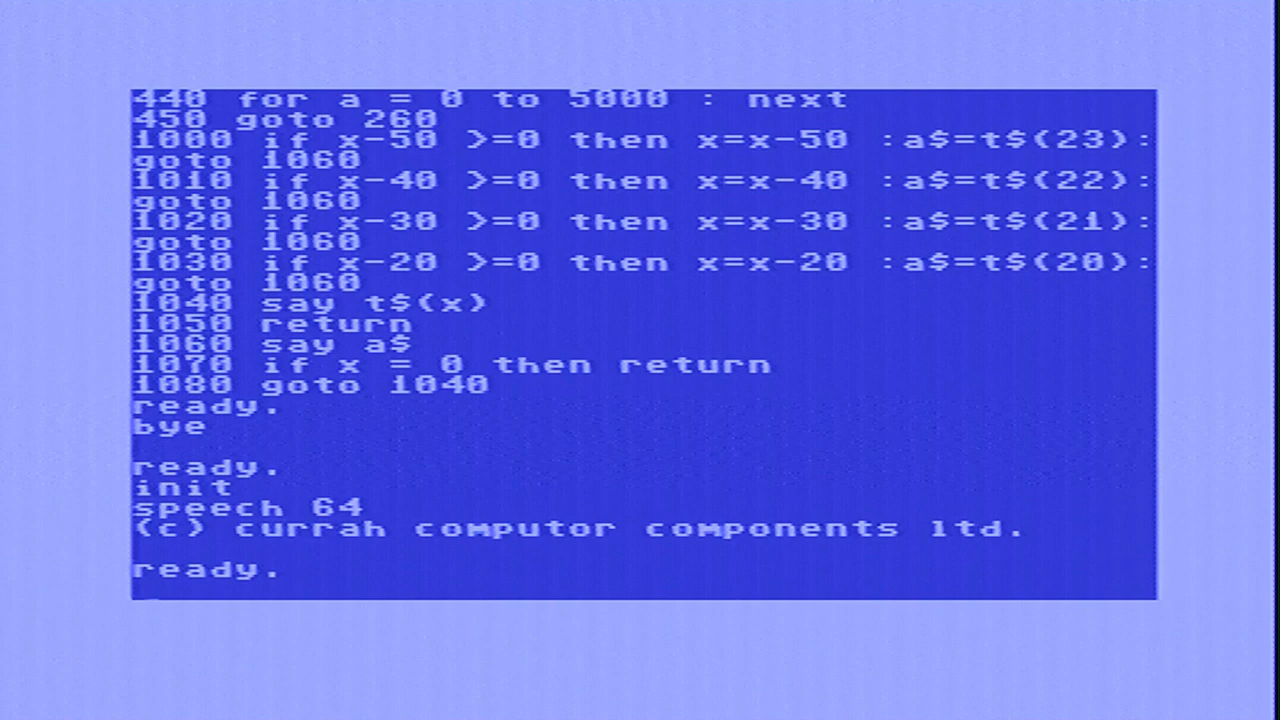 440 for a = 0 to 5000 : next
450 goto 260
1000 if x-50 >=0 then x=x-50 :a$=t$(23):
goto 1060
1010 if x-40 >=0 then x=x-40 :a$=t$(22):
goto 1060
1020 if x-30 >=0 then x=x-30 :a$=t$(21):
goto 1060
1030 if x-20 >=0 then x=x-20 :a$=t$(20):
goto 1060
1040 say t$(x)
1050 return
1060 say a$
1070 if x = 0 then return
1080 goto 1040
ready.
bye
ready.
init
speech 64
(c) currah computor components ltd.
ready.